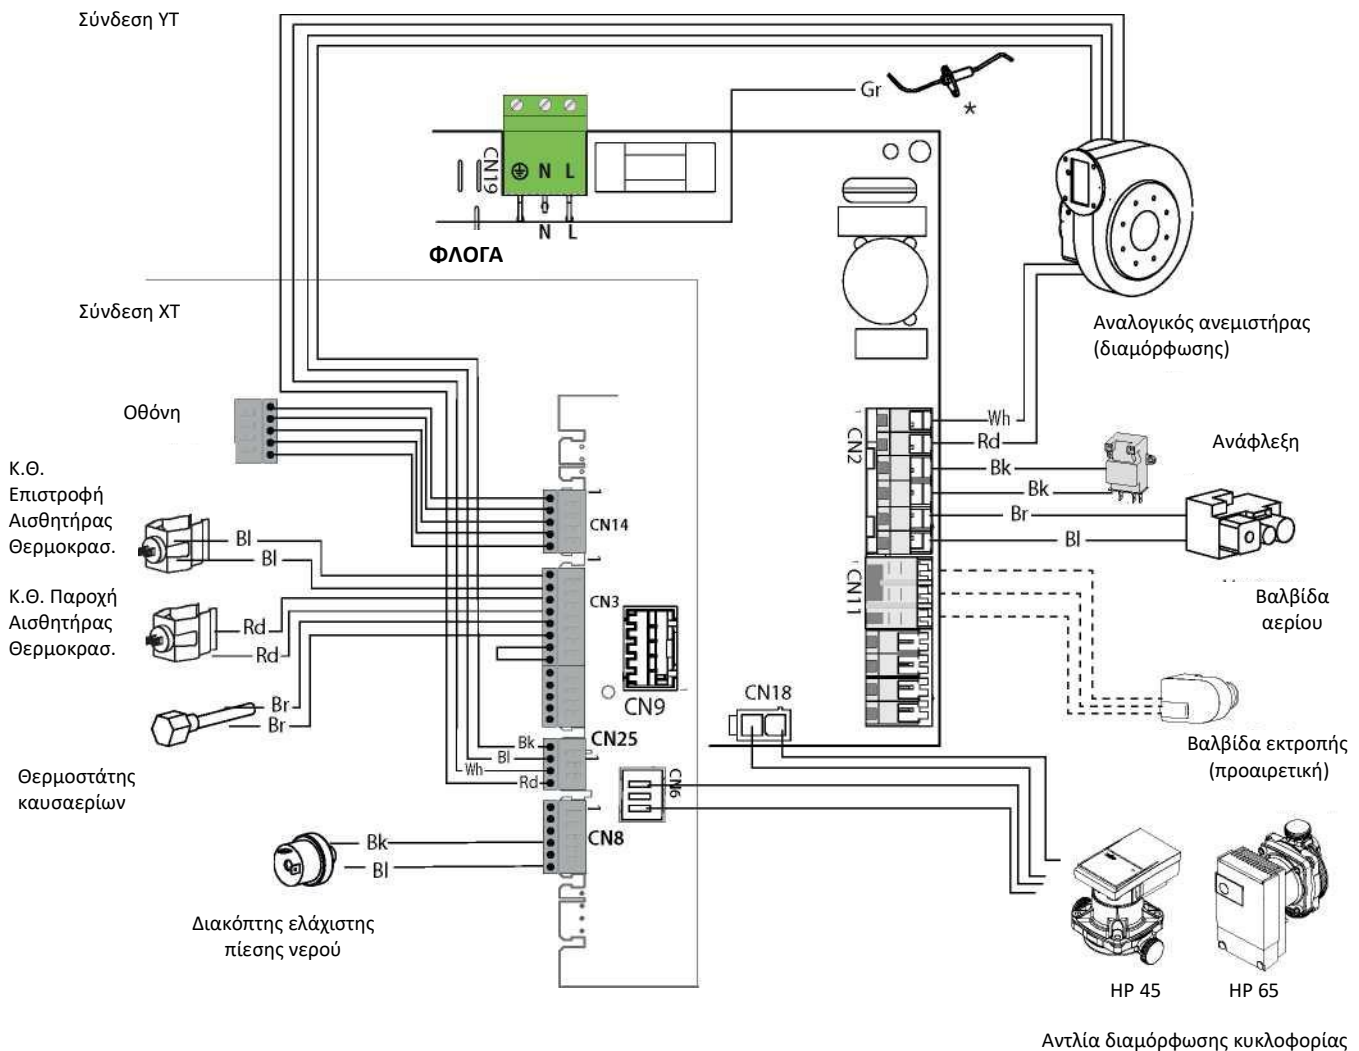 Σύνδεση ΥΤ
Gr
*
CN19
N L
N L
ΦΛΟΓΑ
Σύνδεση ΧΤ
Αναλογικός ανεμιστήρας
(διαμόρφωσης)
Οθόνη
Wh
Rd
CN2
Bk
Bk
Br
Bl
Ανάφλεξη
Κ.Θ.
Επιστροφή
Αισθητήρας
Θερμοκρασ.
Bl
Bl
CN14
CN11
Κ.Θ. Παροχή
Αισθητήρας
Θερμοκρασ.
Rd
Rd
CN3
Βαλβίδα
αερίου
Br
Br
CN9
CN18
CN25
Bk
Bl
Wh
Rd
CN6
Βαλβίδα εκτροπής
(προαιρετική)
Θερμοστάτης
καυσαερίων
Bk
Bl
CN8
Διακόπτης ελάχιστης
πίεσης νερού
HP 45
HP 65
Αντλία διαμόρφωσης κυκλοφορίας